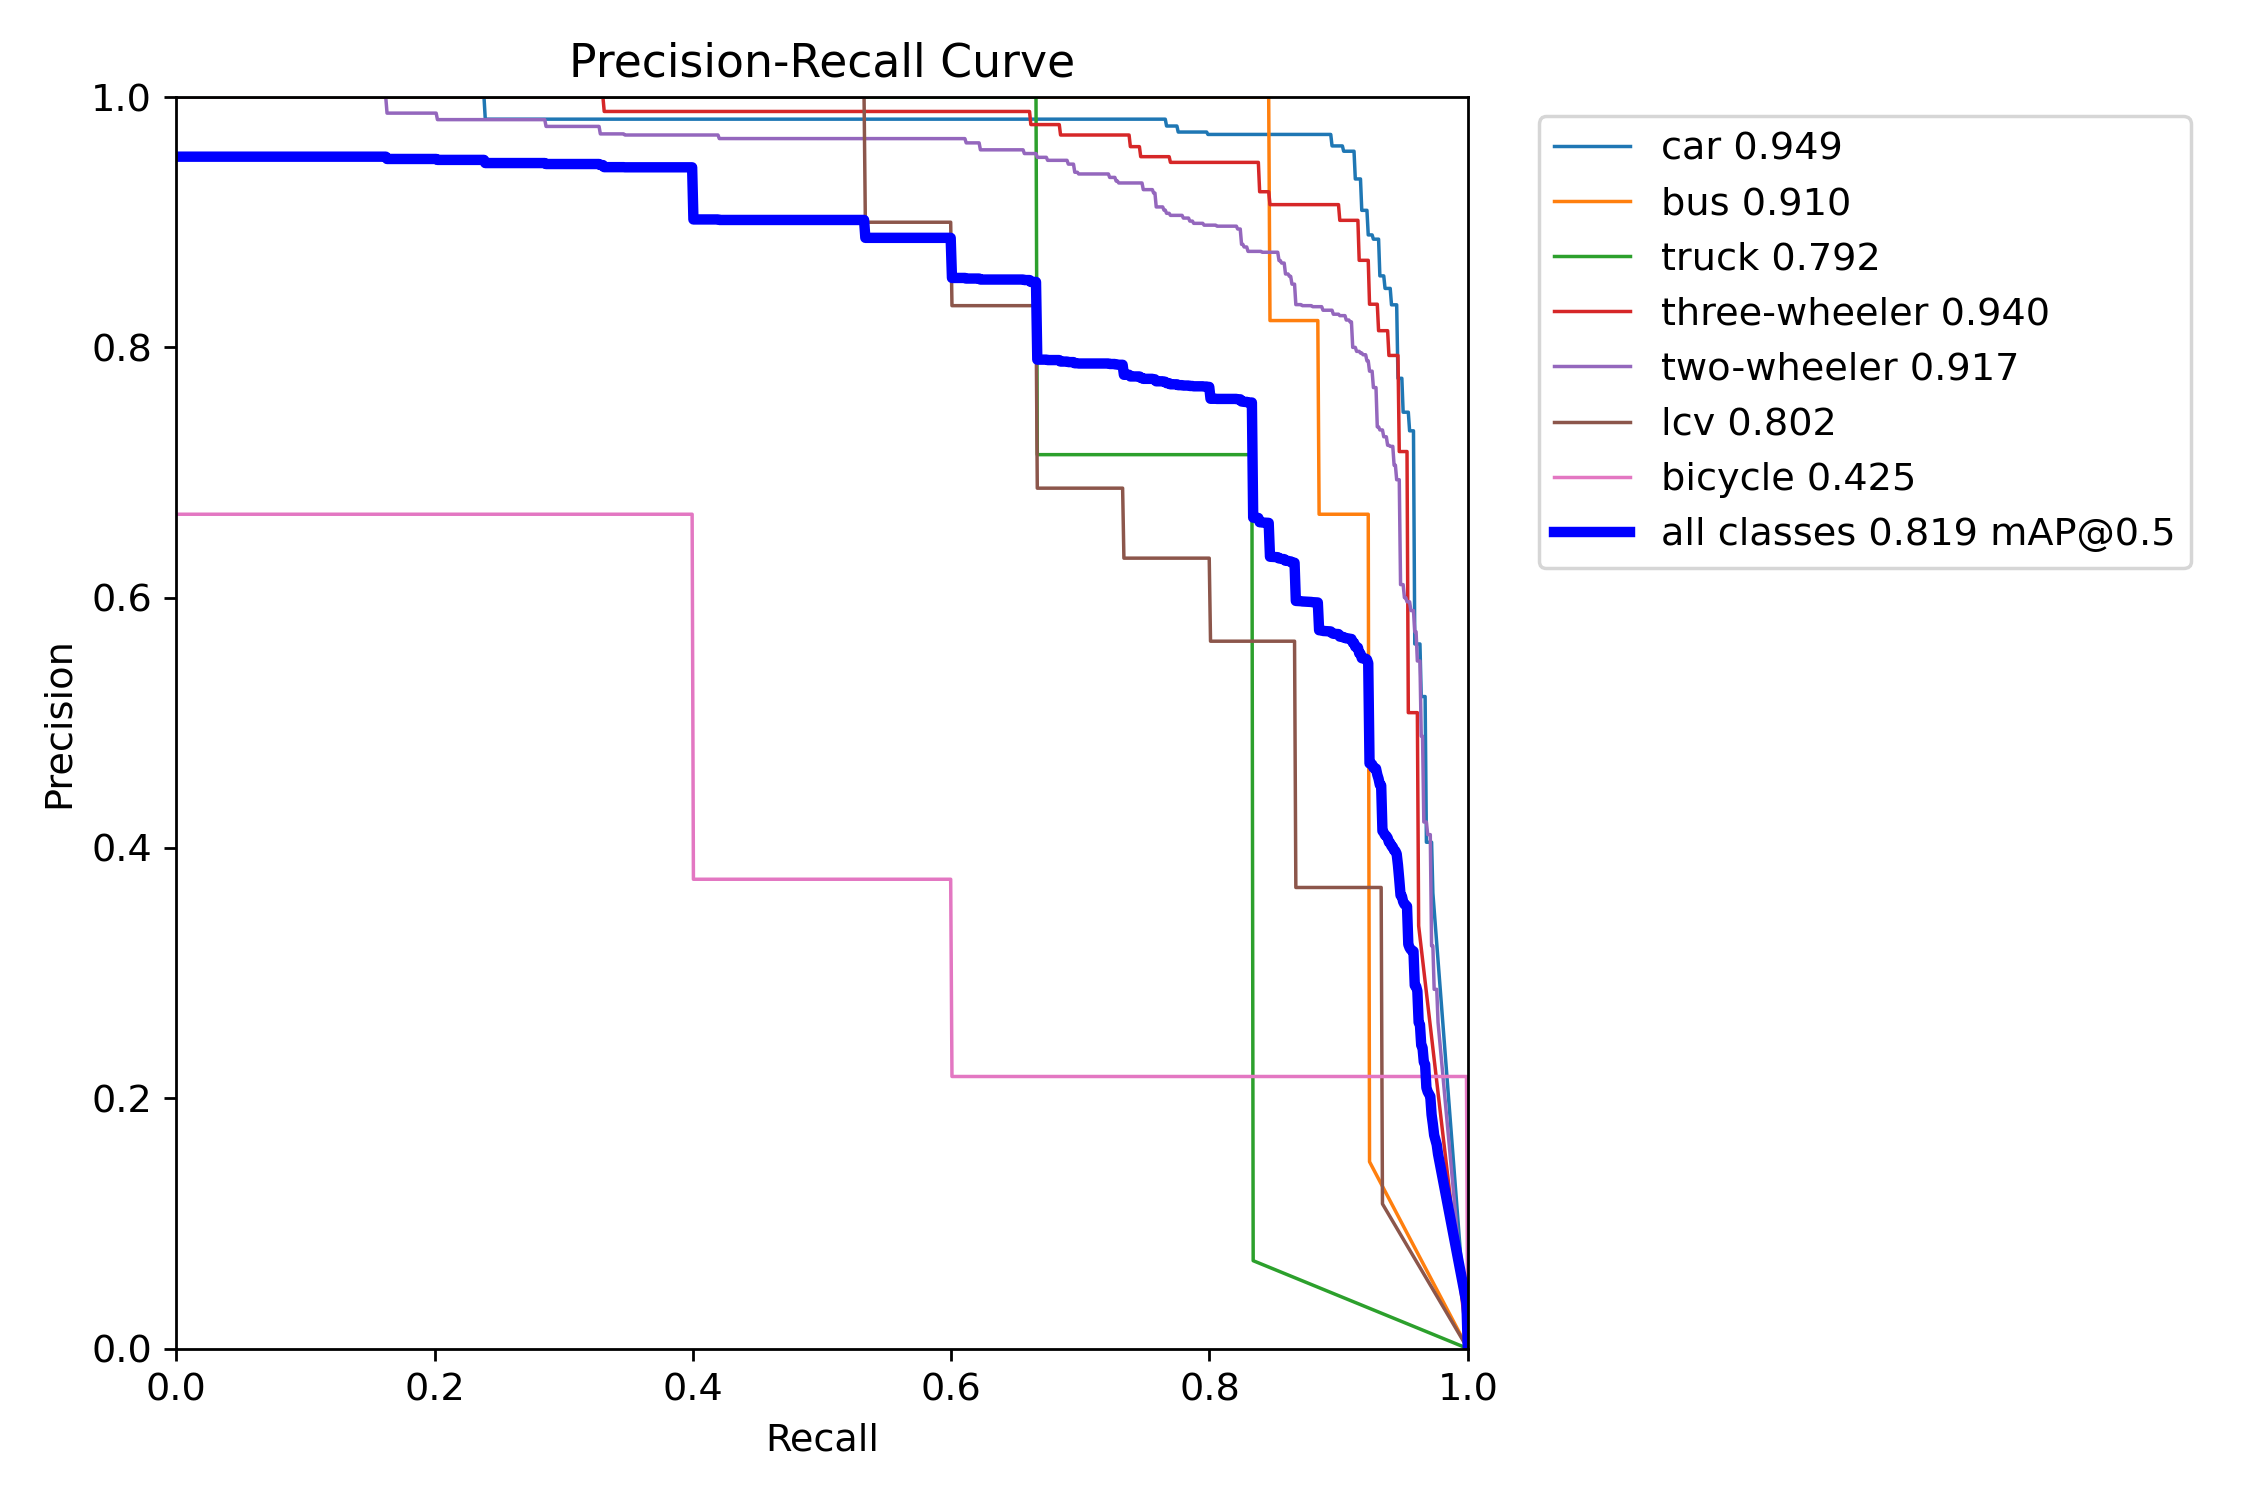 Precision-Recall Curve
1.0
0.8
0.6
0.4
0.2
0.0
Precision
0.0 0.2 0.4 0.6 0.8 1.0
Recall
car 0.949
bus 0.910
truck 0.792
three-wheeler 0.940
two-wheeler 0.917
lcv 0.802
bicycle 0.425
all classes 0.819 mAP@0.5